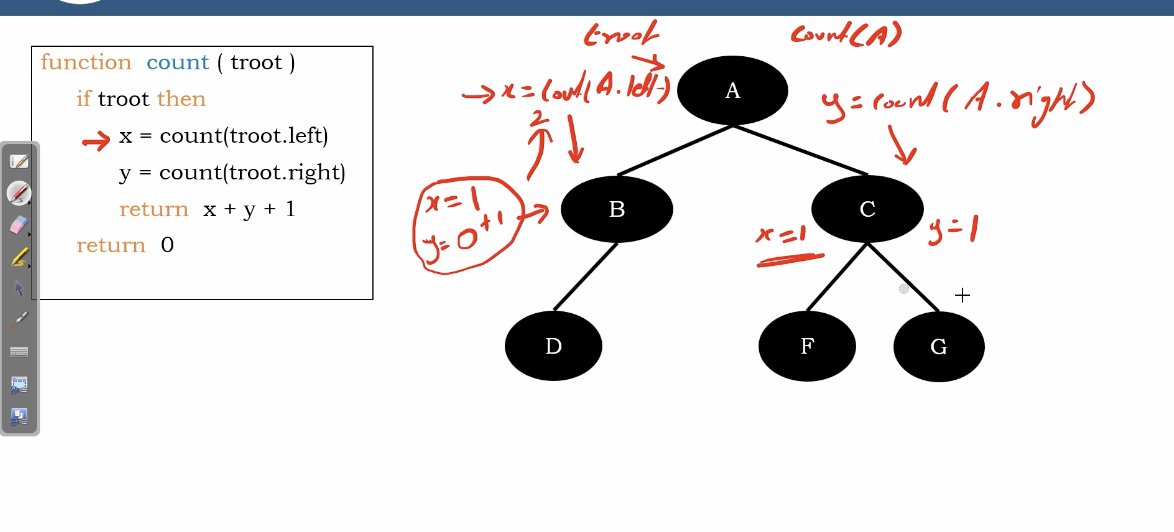 function count ( troot )
if troot then
x = count(troot.left)
y = count(troot.right)
return x + y + 1
return 0
troot
count(A)
x = count(A.left)
2
y = count(A.right)
x=1
y=0 +1
x=1
y=1
A
B
C
D
F
G